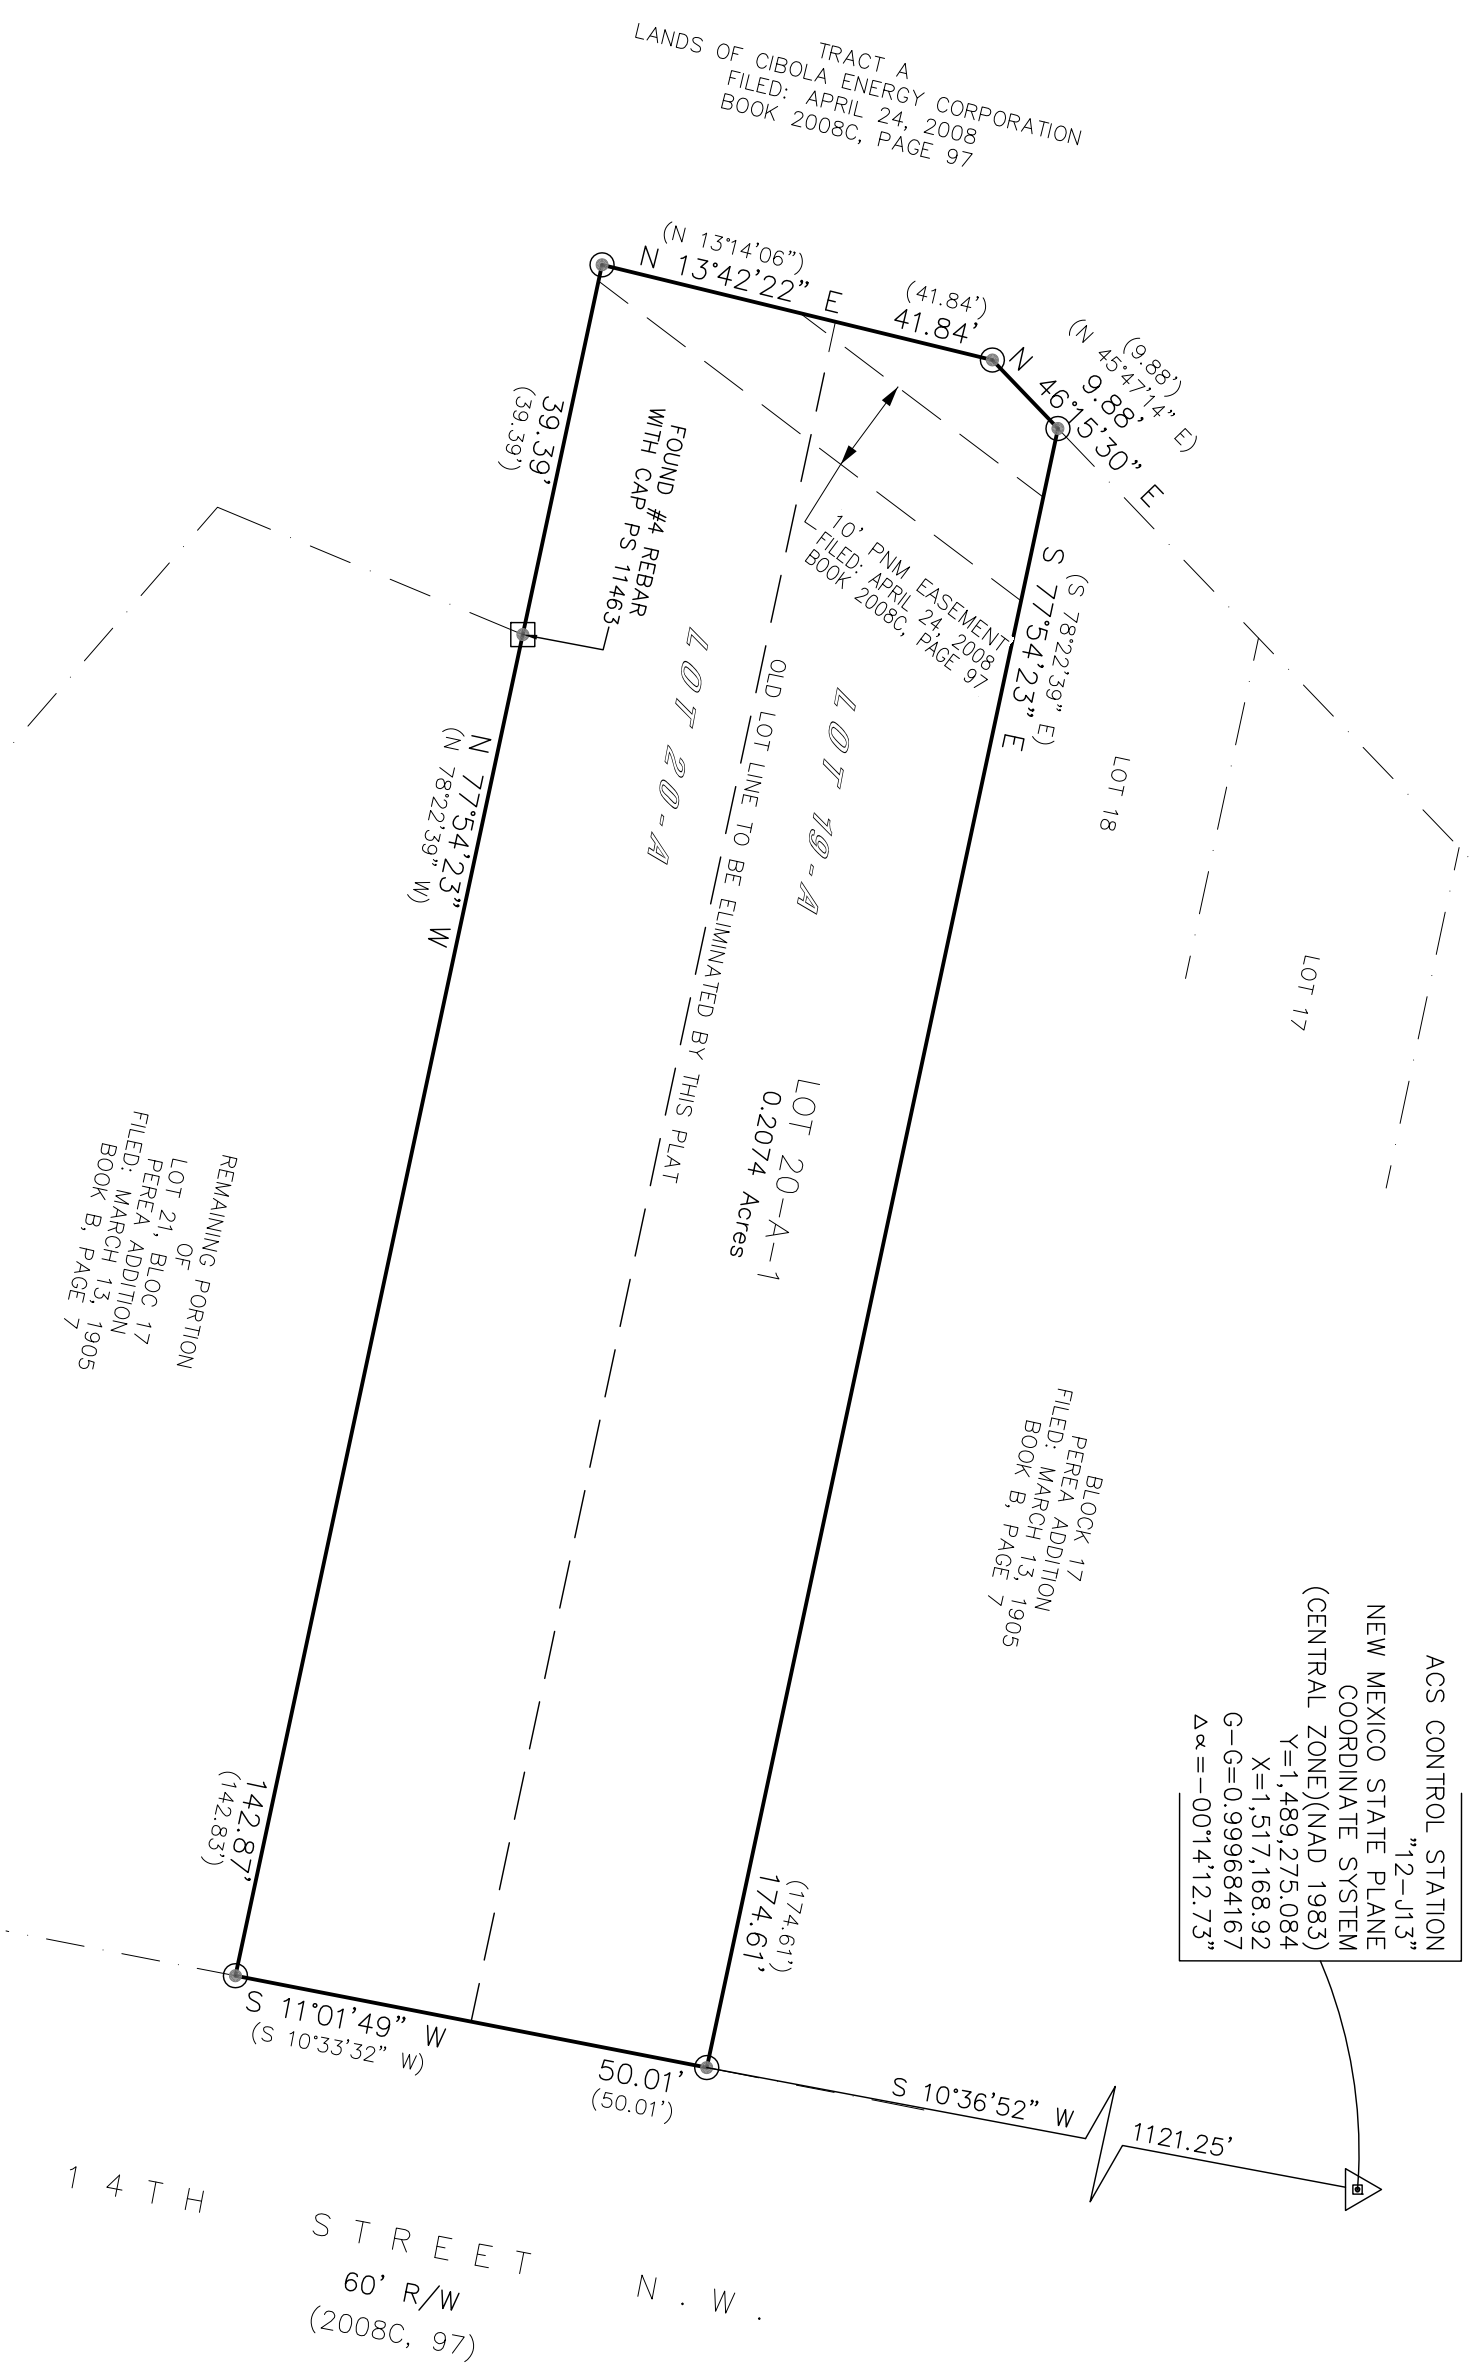 TRACT A
LANDS OF CIBOLA ENERGY CORPORATION
FILED: APRIL 24, 2008
BOOK 2008C, PAGE 97
(N 13°14'06")
N 13°42'22" E
(41.84')
41.84'
(9.88')
(N 45°47'14" E)
9.88'
N 46°15'30" E
39.39'
(39.39')
FOUND #4 REBAR
WITH CAP PS 11463
10' PNM EASEMENT
FILED: APRIL 24, 2008
BOOK 2008C, PAGE 97
(S 78°22'39" E)
S 77°54'23" E
LOT 18
LOT 17
LOT 19-A
OLD LOT LINE TO BE ELIMINATED BY THIS PLAT
LOT 20-A
N 77°54'23" W
(N 78°22'39" W)
LOT 20-A-1
0.2074 Acres
REMAINING PORTION
OF
LOT 21, BLOC 17
PEREA ADDITION
FILED: MARCH 13, 1905
BOOK B, PAGE 7
BLOCK 17
PEREA ADDITION
FILED: MARCH 13, 1905
BOOK B, PAGE 7
ACS CONTROL STATION
"12-J13"
NEW MEXICO STATE PLANE
COORDINATE SYSTEM
(CENTRAL ZONE)(NAD 1983)
Y=1,489,275.084
X=1,517,168.92
G-G=0.999684167
Δα=-00°14'12.73"
142.87'
(142.83')
(174.61')
174.61'
S 11°01'49" W
(S 10°33'32" W)
50.01'
(50.01')
S 10°36'52" W
1121.25'
14TH STREET N.W.
60' R/W
(2008C, 97)